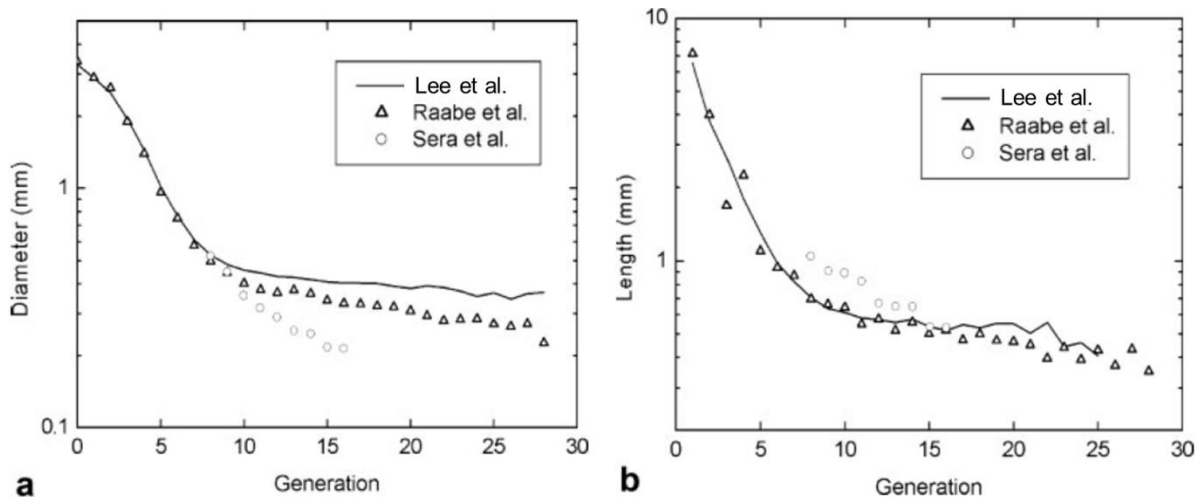 Diameter (mm)
1
0.1
0
5
10
15
20
25
30
Generation
a
Lee et al.
Raabe et al.
Sera et al.
Length (mm)
10
1
0
5
10
15
20
25
30
Generation
b
Lee et al.
Raabe et al.
Sera et al.